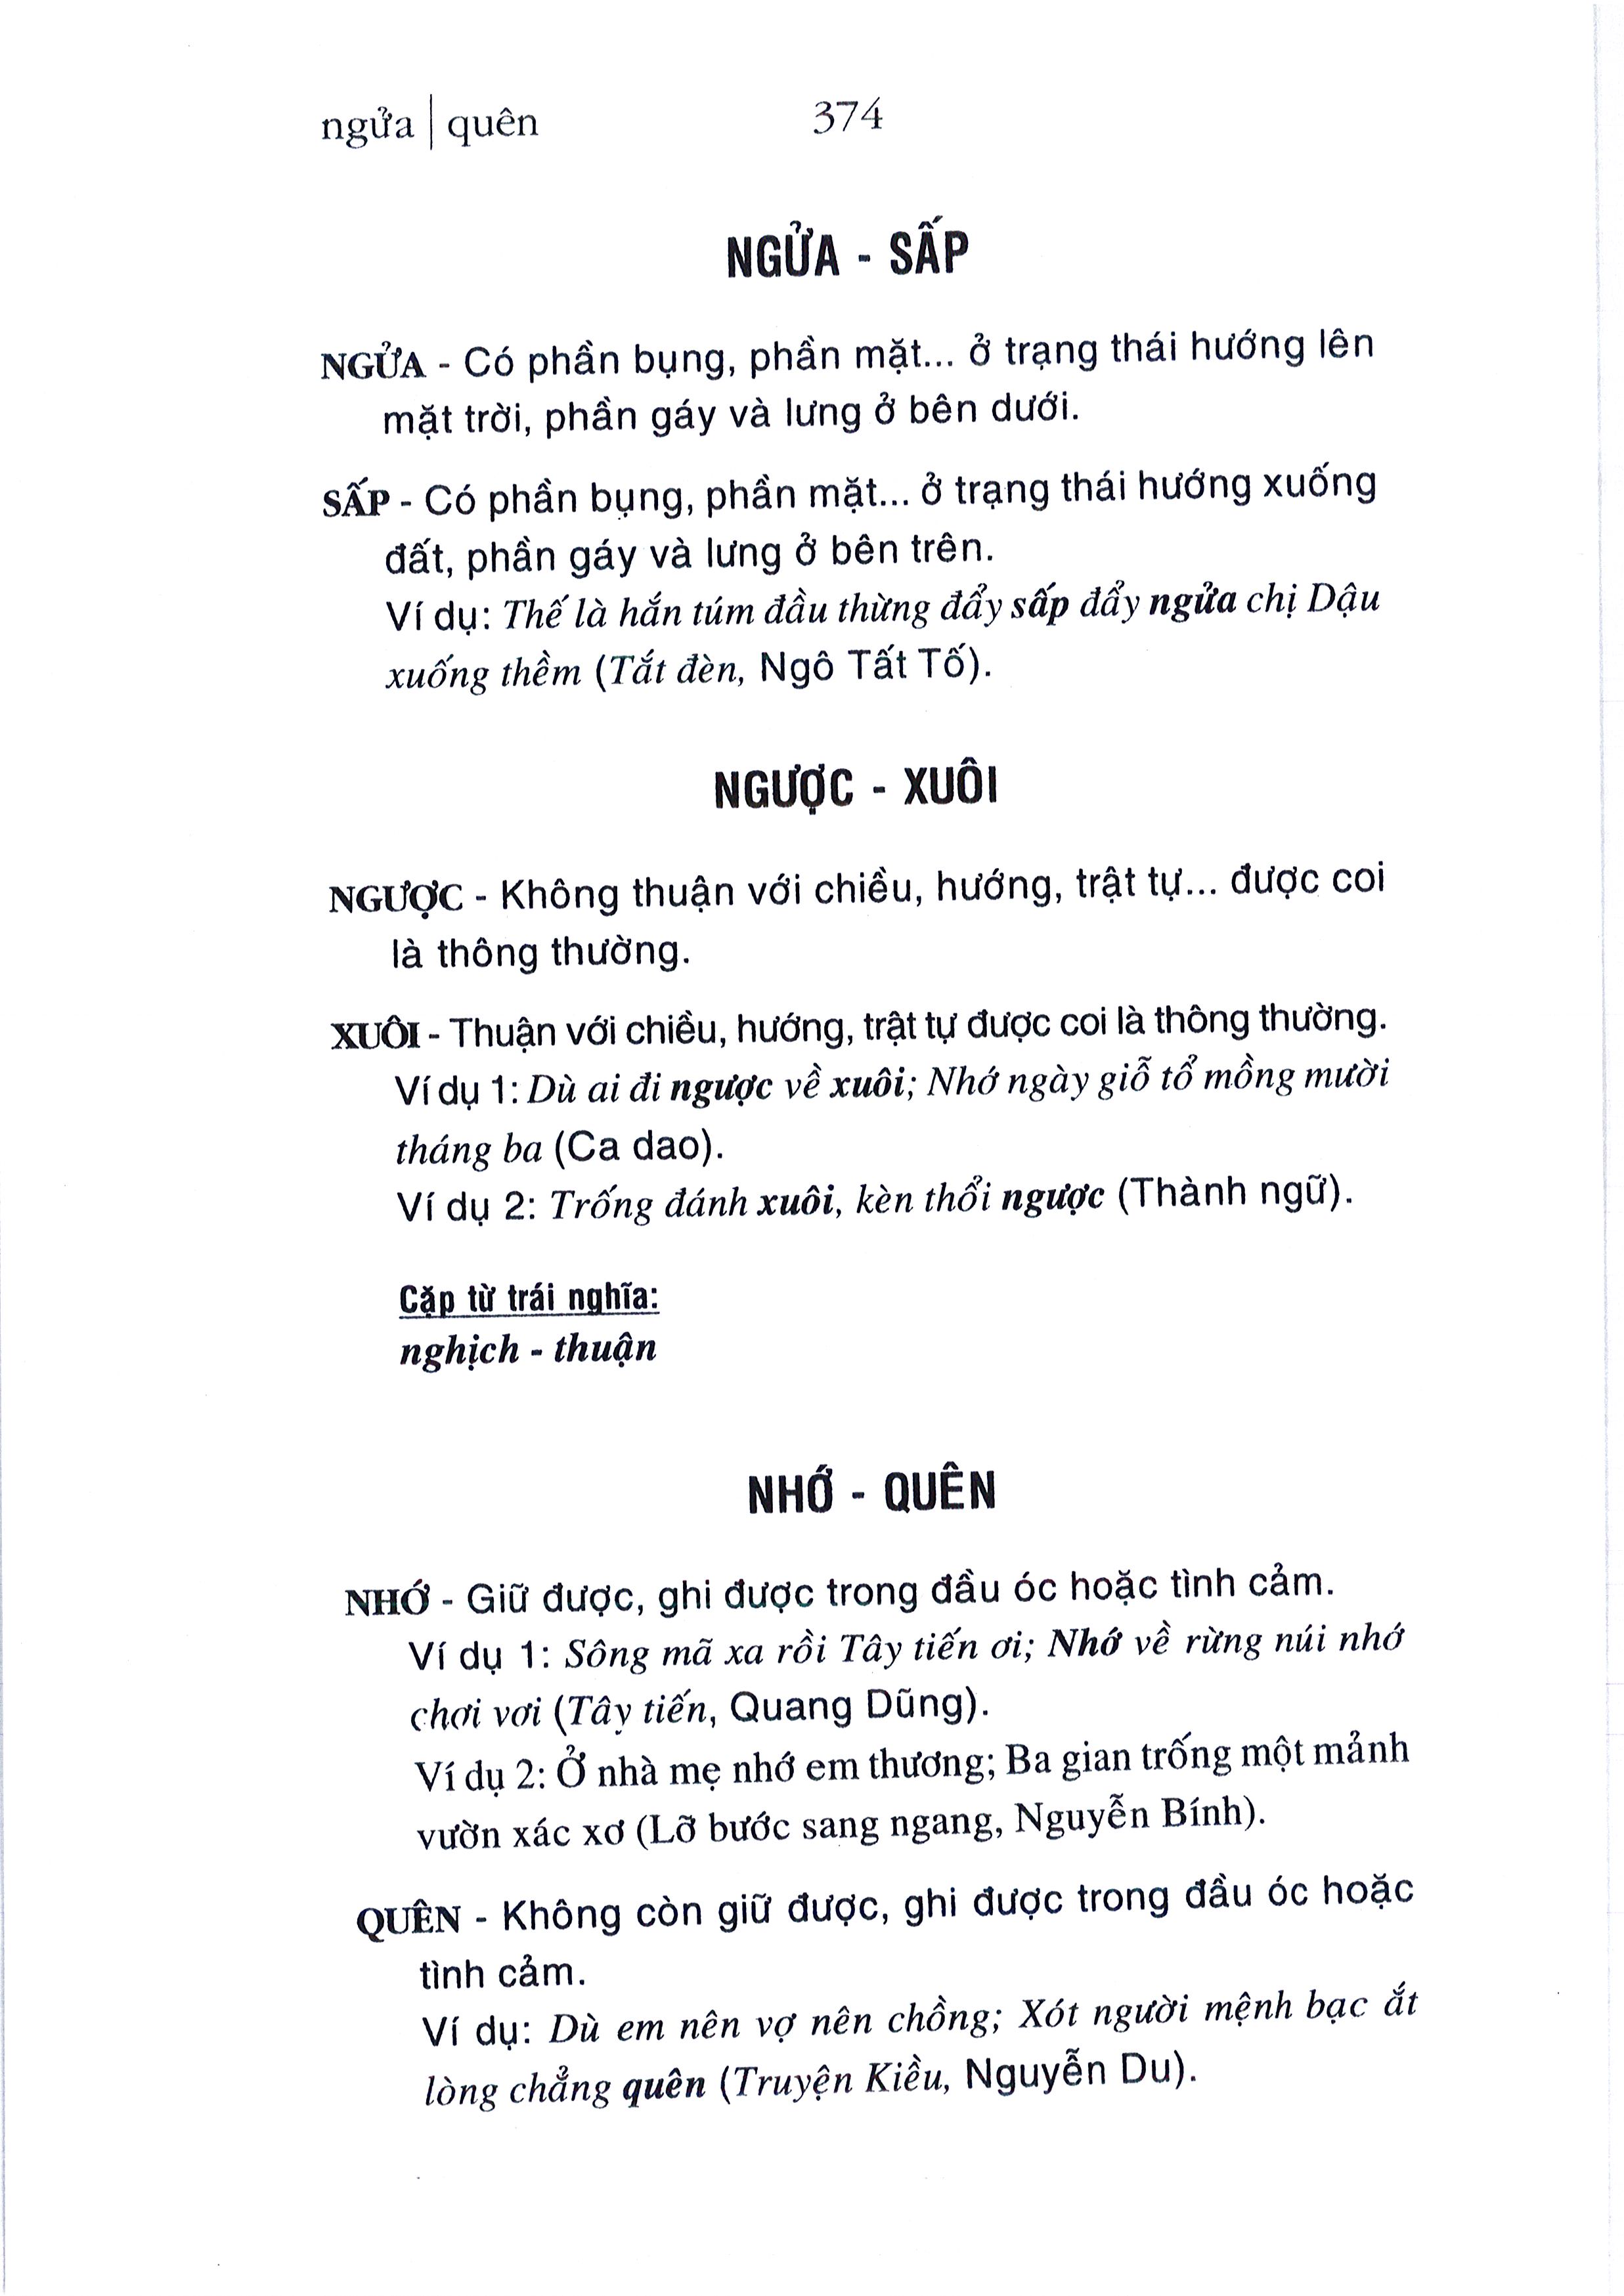 ngửa | quên 374
NGỬA - SẤP
NGỬA - Có phần bụng, phần mặt... ở trạng thái hướng lên
mặt trời, phần gáy và lưng ở bên dưới.
SẤP - Có phần bụng, phần mặt... ở trạng thái hướng xuống
đất, phần gáy và lưng ở bên trên.
Ví dụ: Thế là hắn túm đầu thừng đẩy sấp đẩy ngửa chị Dậu
xuống thềm (Tắt đèn, Ngô Tất Tố).
NGƯỢC - XUÔI
NGƯỢC - Không thuận với chiều, hướng, trật tự... được coi
là thông thường.
XUÔI - Thuận với chiều, hướng, trật tự được coi là thông thường.
Ví dụ 1: Dù ai đi ngược về xuôi; Nhớ ngày giỗ tổ mồng mười
tháng ba (Ca dao).
Ví dụ 2: Trống đánh xuôi, kèn thổi ngược (Thành ngữ).
Cặp từ trái nghĩa:
nghịch - thuận
NHỚ - QUÊN
NHỚ - Giữ được, ghi được trong đầu óc hoặc tình cảm.
Ví dụ 1: Sông mã xa rồi Tây tiến ơi; Nhớ về rừng núi nhớ
chơi vơi (Tây tiến, Quang Dũng).
Ví dụ 2: Ở nhà mẹ nhớ em thương; Ba gian trống một mảnh
vườn xác xơ (Lỡ bước sang ngang, Nguyễn Bính).
QUÊN - Không còn giữ được, ghi được trong đầu óc hoặc
tình cảm.
Ví dụ: Dù em nên vợ nên chồng; Xót người mệnh bạc ắt
lòng chẳng quên (Truyện Kiều, Nguyễn Du).